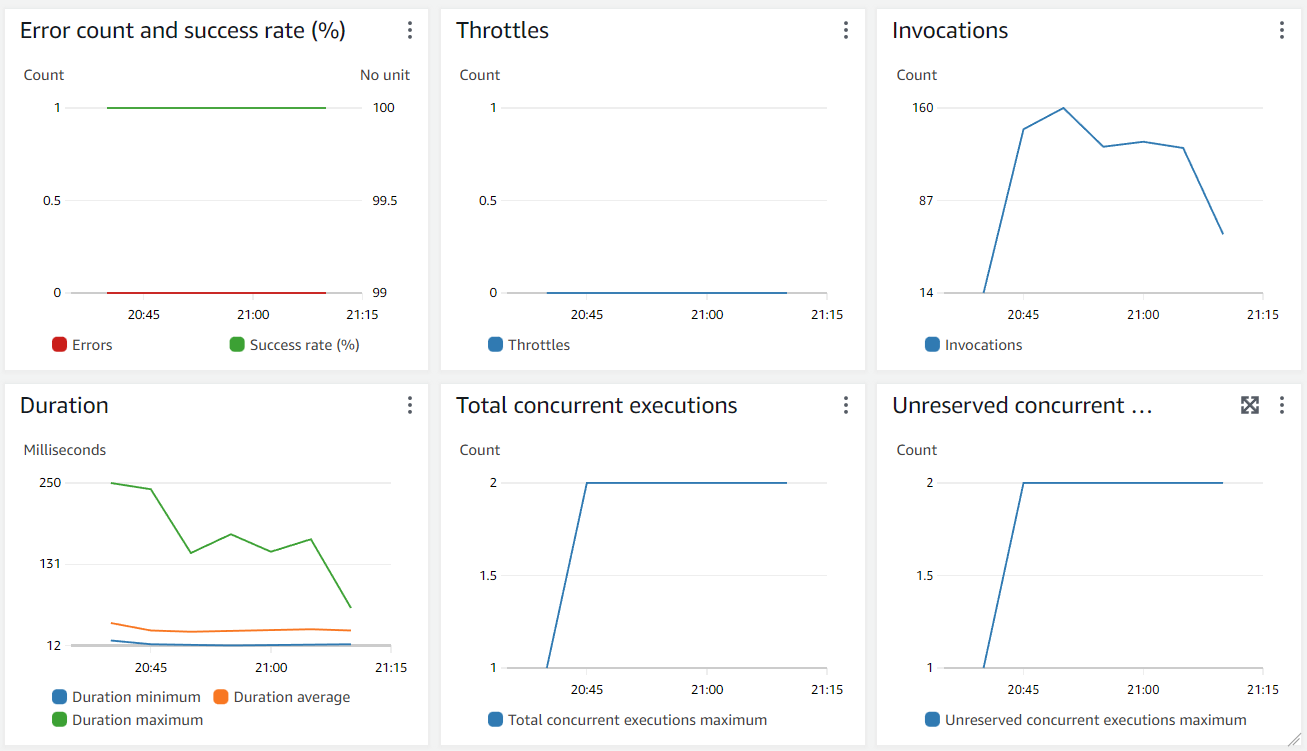 Error count and success rate (%)
Count
No unit
1
100
0.5
99.5
0
99
20:45
21:00
21:15
Errors
Success rate (%)
Throttles
Count
1
0.5
0
20:45
21:00
21:15
Throttles
Invocations
Count
160
87
14
20:45
21:00
21:15
Invocations
Duration
Milliseconds
250
131
12
20:45
21:00
21:15
Duration minimum
Duration average
Duration maximum
Total concurrent executions
Count
2
1.5
1
20:45
21:00
21:15
Total concurrent executions maximum
Unreserved concurrent ...
Count
2
1.5
1
20:45
21:00
21:15
Unreserved concurrent executions maximum